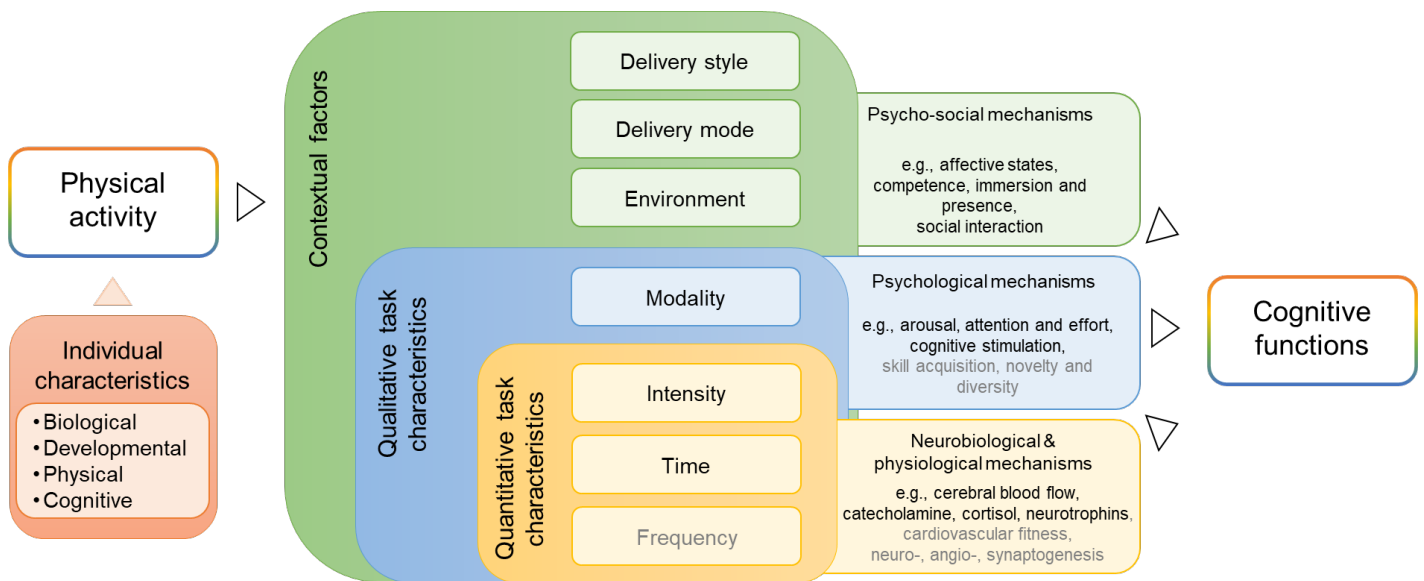 Physical
activity
Individual
characteristics
• Biological
• Developmental
• Physical
• Cognitive
Contextual factors
Delivery style
Delivery mode
Environment
Qualitative task
characteristics
Modality
Quantitative task
characteristics
Intensity
Time
Frequency
Psycho-social mechanisms
e.g., affective states,
competence, immersion and
presence,
social interaction
Psychological mechanisms
e.g., arousal, attention and effort,
cognitive stimulation,
skill acquisition, novelty and
diversity
Neurobiological &
physiological mechanisms
e.g., cerebral blood flow,
catecholamine, cortisol, neurotrophins,
cardiovascular fitness,
neuro-, angio-, synaptogenesis
Cognitive
functions